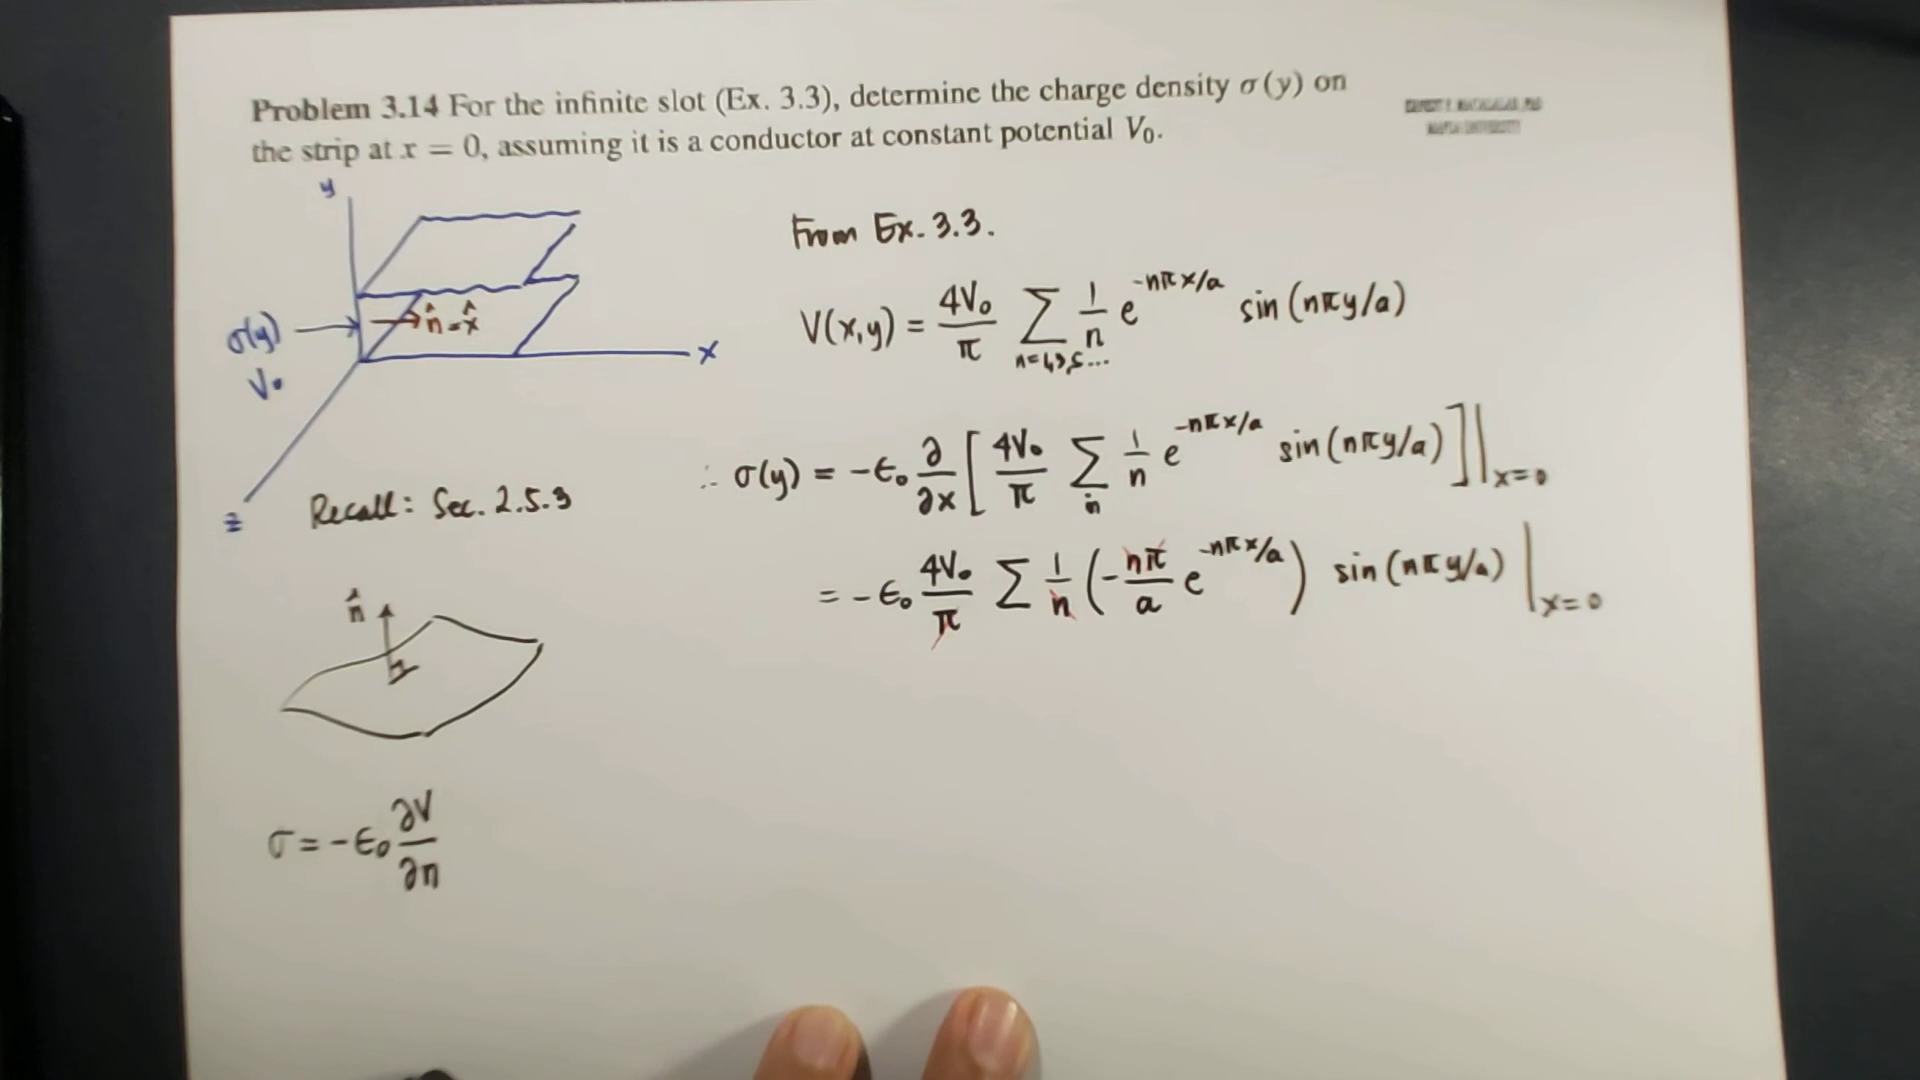 Problem 3.14 For the infinite slot (Ex. 3.3), determine the charge density σ(y) on
the strip at x = 0, assuming it is a conductor at constant potential V₀.
y
n̂ = x̂
σ(y)
V₀
x
z
Recall: Sec. 2.5.3
n̂
σ = -ϵ₀ ∂V/∂n
From Ex. 3.3.
V(x,y) = 4V₀/π Σ_{n=1,3,5...} 1/n e^{-nπx/a} sin(nπy/a)
∴ σ(y) = -ϵ₀ ∂/∂x [4V₀/π Σ_n 1/n e^{-nπx/a} sin(nπy/a)]|_{x=0}
= -ϵ₀ 4V₀/π Σ 1/n (-nπ/a e^{-nπx/a}) sin(nπy/a)|_{x=0}